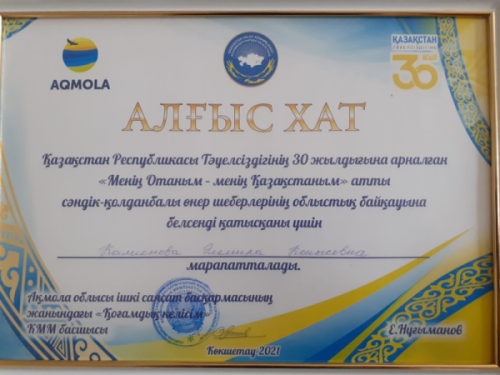 AQMOLA
ҚАЗАҚСТАН
ТӘУЕЛСІЗДІГІНЕ
30 жыл
АЛҒЫС ХАТ
Қазақстан Республикасы Тәуелсіздігінің 30 жылдығына арналған
«Менің Отаным – менің Қазақстаным» атты
сәндік-қолданбалы өнер шеберлерінің облыстық байқауына
белсенді қатысқаны үшін
марапатталады.
Ақмола облысы ішкі саясат басқармасының
жанындағы «Қоғамдық келісім»
КММ басшысы
Е.Нұғыманов
Көкшетау 2021